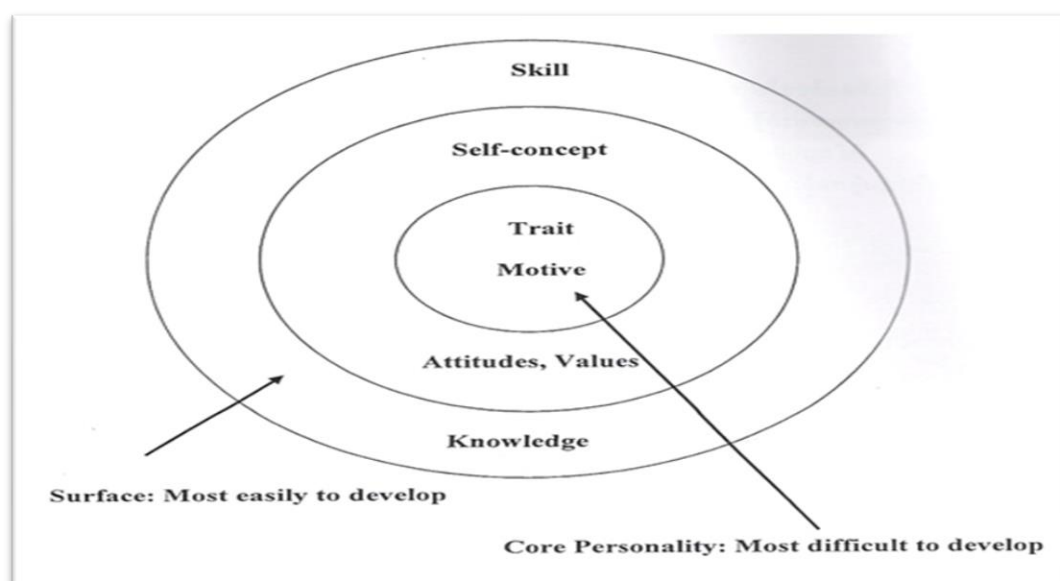 Skill
Self-concept
Trait
Motive
Attitudes, Values
Knowledge
Surface: Most easily to develop
Core Personality: Most difficult to develop